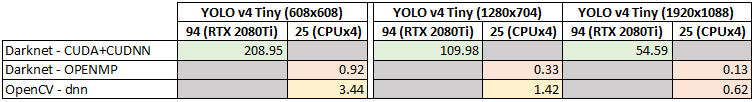 YOLO v4 Tiny (608x608) YOLO v4 Tiny (1280x704) YOLO v4 Tiny (1920x1088)
94 (RTX 2080Ti) 25 (CPUx4) 94 (RTX 2080Ti) 25 (CPUx4) 94 (RTX 2080Ti) 25 (CPUx4)
Darknet - CUDA+CUDNN 208.95 109.98 54.59
Darknet - OPENMP 0.92 0.33 0.13
OpenCV - dnn 3.44 1.42 0.62